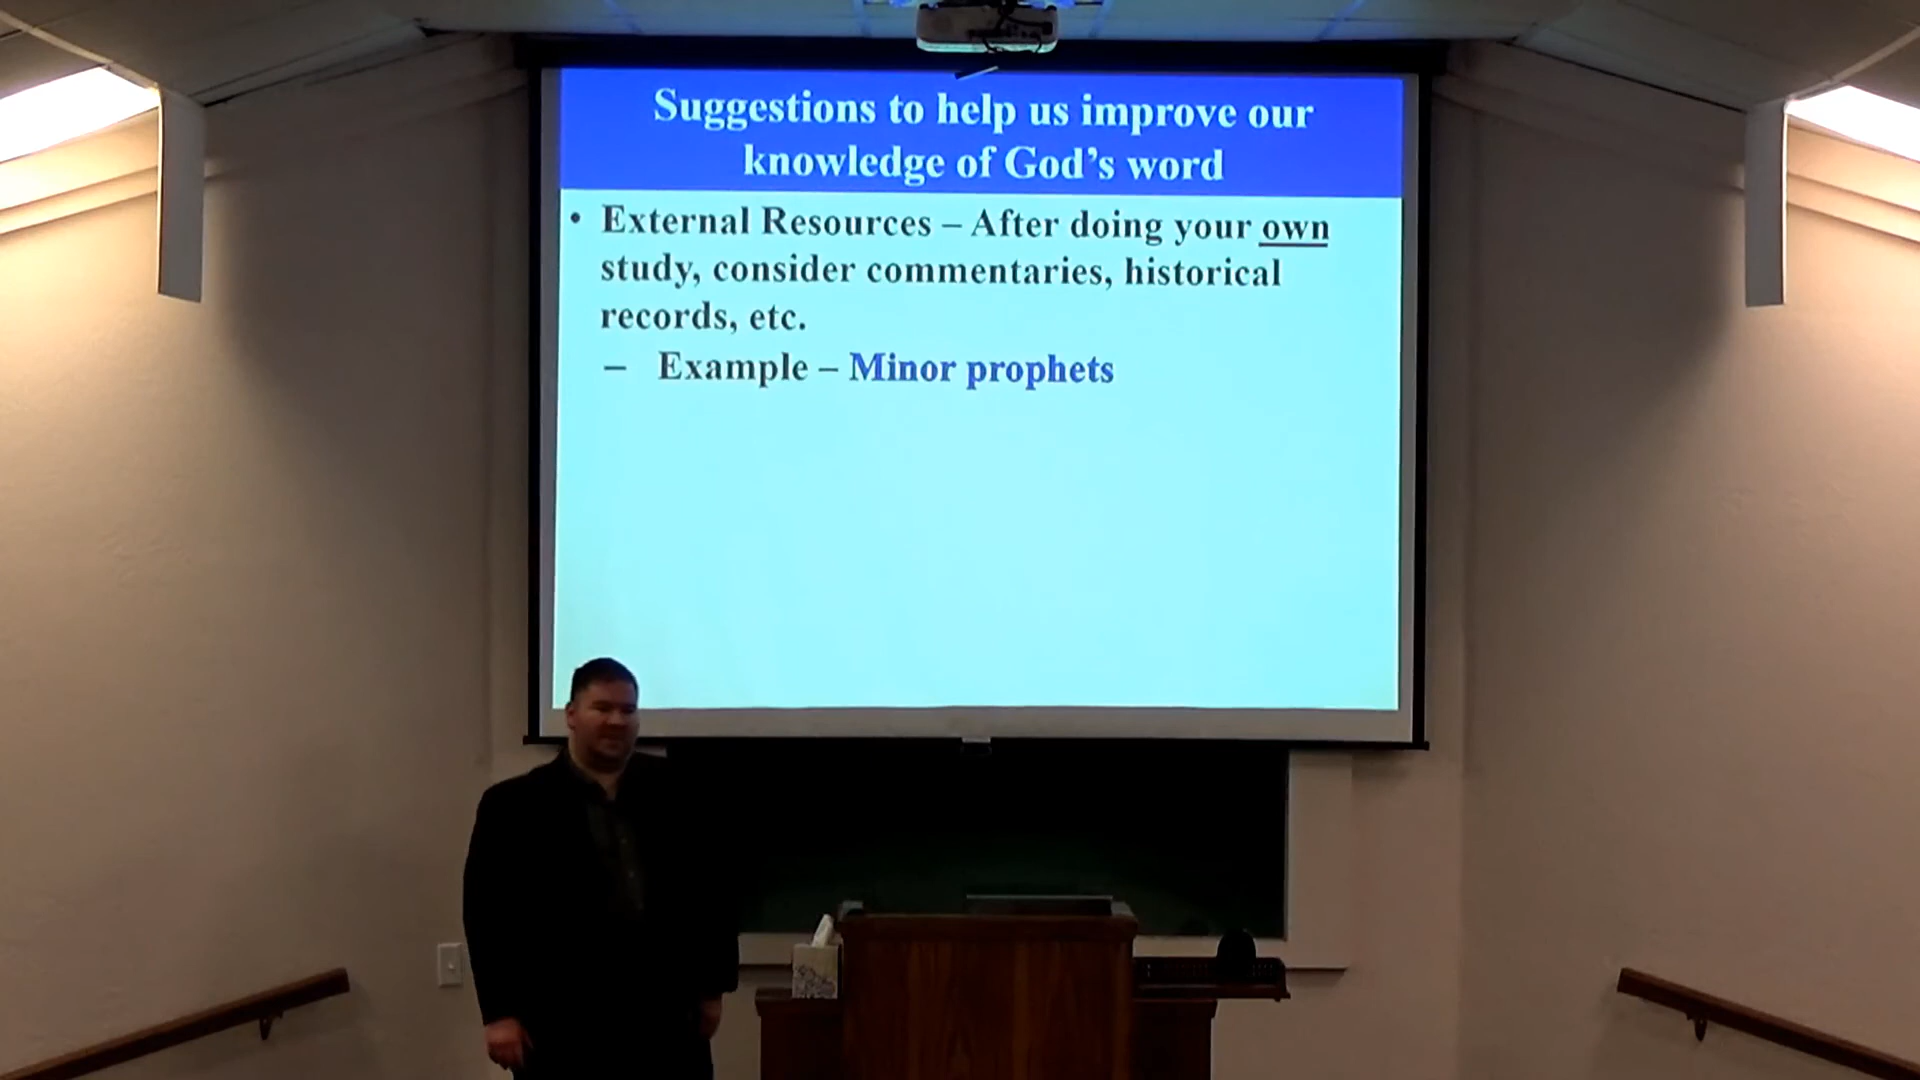 Suggestions to help us improve our
knowledge of God's word
• External Resources – After doing your own
study, consider commentaries, historical
records, etc.
– Example – Minor prophets